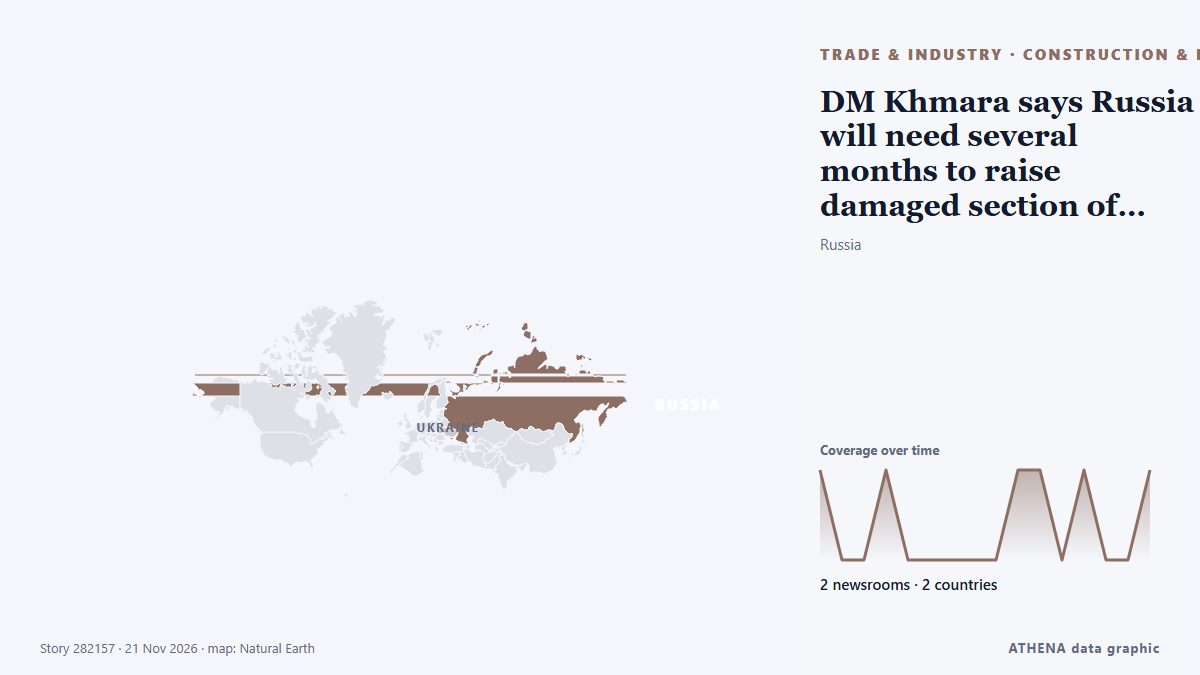 TRADE & INDUSTRY · CONSTRUCTION &
DM Khmara says Russia
will need several
months to raise
damaged section of...
Russia
RUSSIA
UKRAINE
Coverage over time
2 newsrooms · 2 countries
Story 282157 · 21 Nov 2026 · map: Natural Earth
ATHENA data graphic